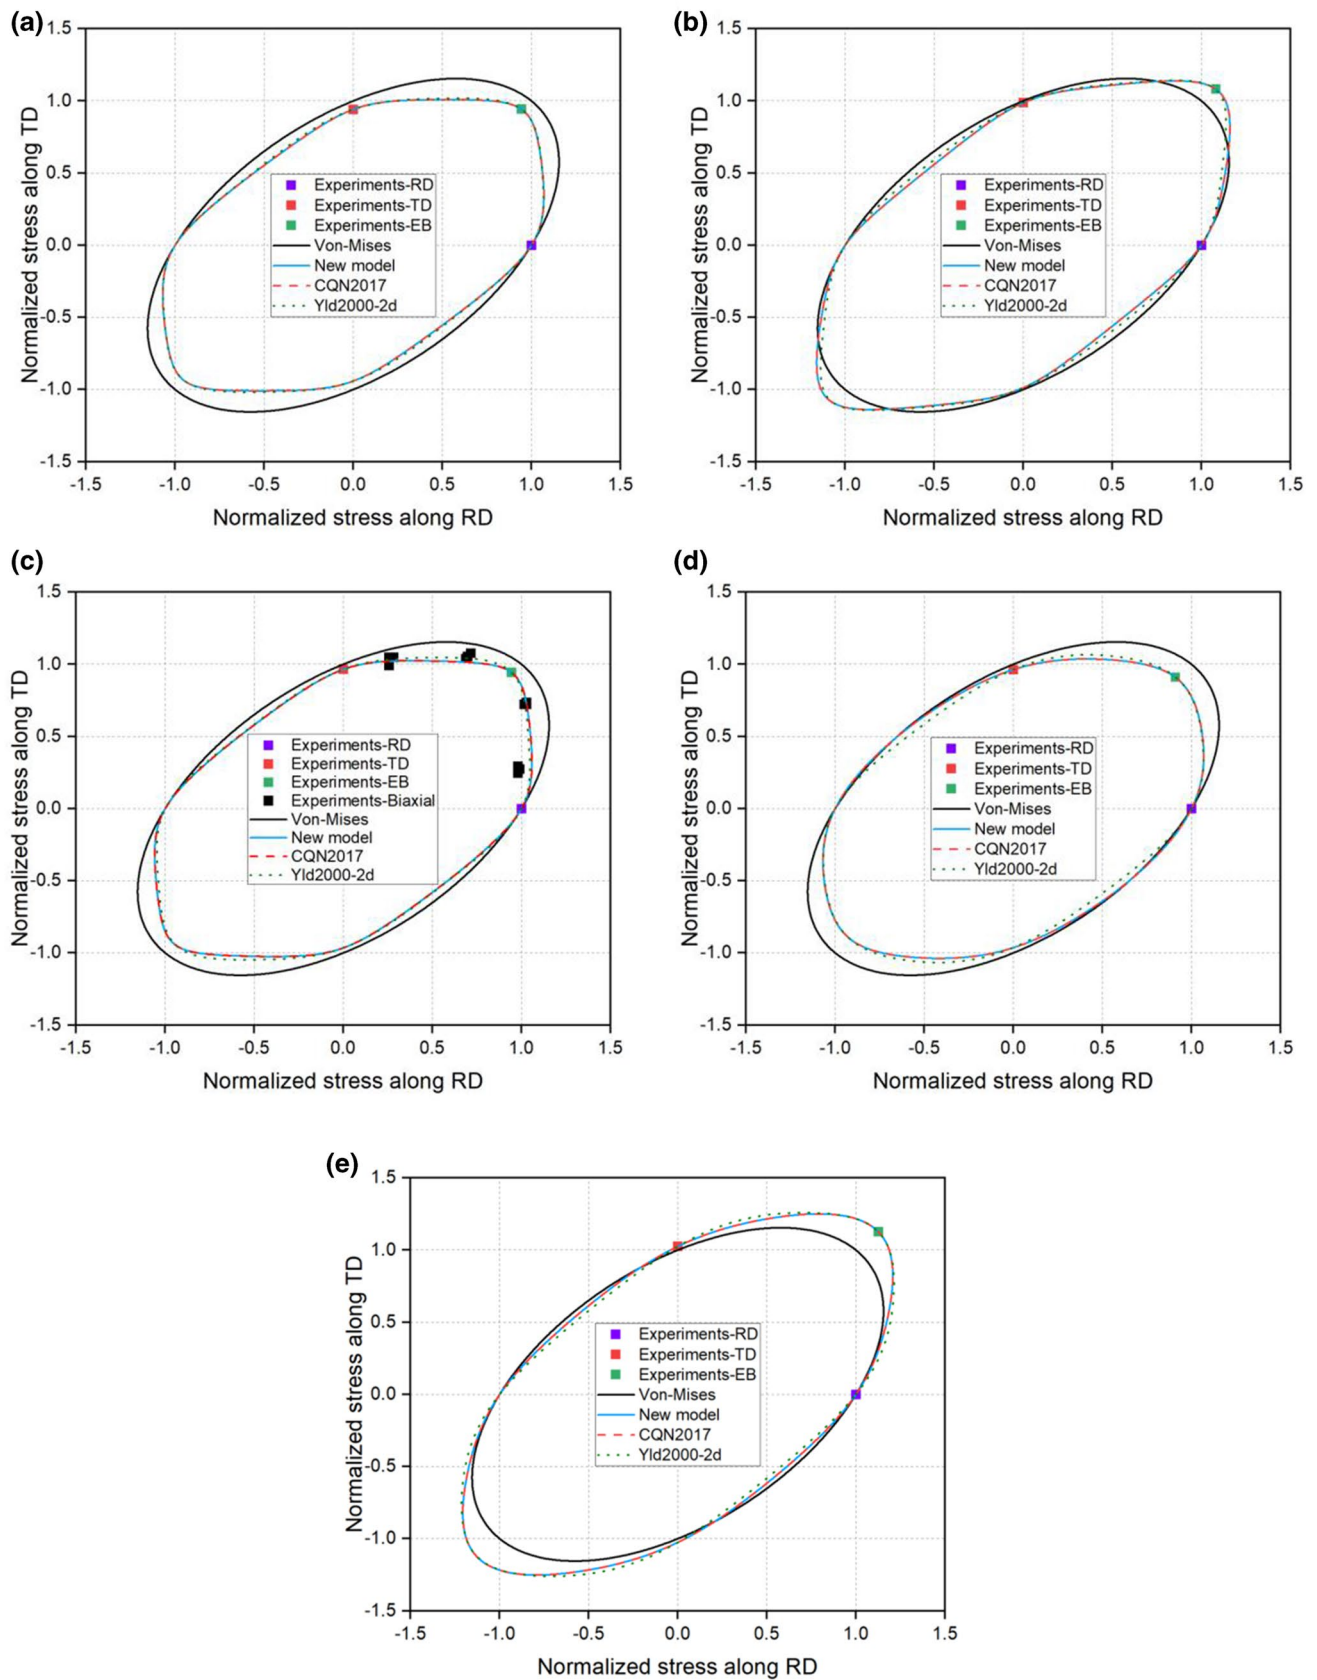 (a)
1.5
1.0
0.5
0.0
-0.5
-1.0
-1.5
Normalized stress along TD
Experiments-RD
Experiments-TD
Experiments-EB
Von-Mises
New model
CQN2017
Yld2000-2d
-1.5 -1.0 -0.5 0.0 0.5 1.0 1.5
Normalized stress along RD
(b)
1.5
1.0
0.5
0.0
-0.5
-1.0
-1.5
Normalized stress along TD
Experiments-RD
Experiments-TD
Experiments-EB
Von-Mises
New model
CQN2017
Yld2000-2d
-1.5 -1.0 -0.5 0.0 0.5 1.0 1.5
Normalized stress along RD
(c)
1.5
1.0
0.5
0.0
-0.5
-1.0
-1.5
Normalized stress along TD
Experiments-RD
Experiments-TD
Experiments-EB
Experiments-Biaxial
Von-Mises
New model
CQN2017
Yld2000-2d
-1.5 -1.0 -0.5 0.0 0.5 1.0 1.5
Normalized stress along RD
(d)
1.5
1.0
0.5
0.0
-0.5
-1.0
-1.5
Normalized stress along TD
Experiments-RD
Experiments-TD
Experiments-EB
Von-Mises
New model
CQN2017
Yld2000-2d
-1.5 -1.0 -0.5 0.0 0.5 1.0 1.5
Normalized stress along RD
(e)
1.5
1.0
0.5
0.0
-0.5
-1.0
-1.5
Normalized stress along TD
Experiments-RD
Experiments-TD
Experiments-EB
Von-Mises
New model
CQN2017
Yld2000-2d
-1.5 -1.0 -0.5 0.0 0.5 1.0 1.5
Normalized stress along RD